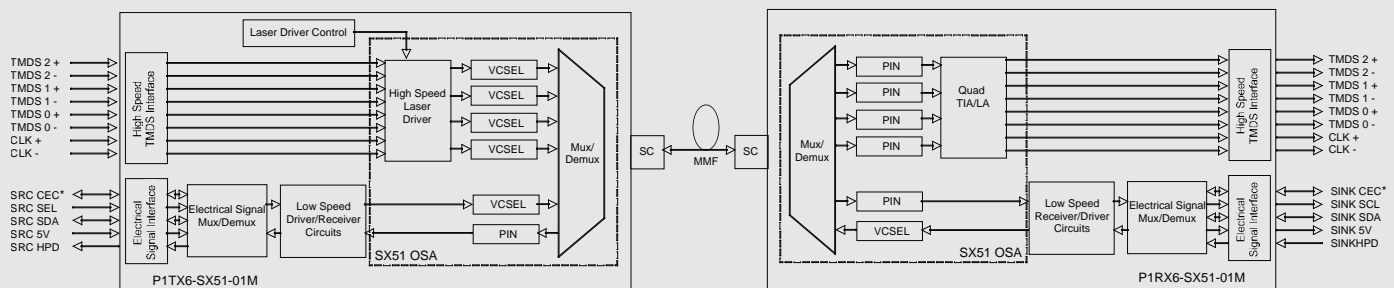 Laser Driver Control
TMDS 2 +
TMDS 2 -
TMDS 1 +
TMDS 1 -
TMDS 0 +
TMDS 0 -
CLK +
CLK -
High Speed
TMDS Interface
High Speed
Laser
Driver
VCSEL
VCSEL
VCSEL
VCSEL
Mux/
Demux
SRC CEC*
SRC SEL
SRC SDA
SRC 5V
SRC HPD
Electrical
Signal Interface
Electrical Signal
Mux/Demux
Low Speed
Driver/Receiver
Circuits
VCSEL
PIN
SX51 OSA
P1TX6-SX51-01M
SC
MMF
SC
Mux/
Demux
PIN
PIN
PIN
PIN
Quad
TIA/LA
High Speed
TMDS Interface
TMDS 2 +
TMDS 2 -
TMDS 1 +
TMDS 1 -
TMDS 0 +
TMDS 0 -
CLK +
CLK -
PIN
VCSEL
SX51 OSA
Low Speed
Receiver/Driver
Circuits
Electrical Signal
Mux/Demux
Electrical
Signal Interface
SINK CEC*
SINK SCL
SINK SDA
SINK 5V
SINKHPD
P1RX6-SX51-01M